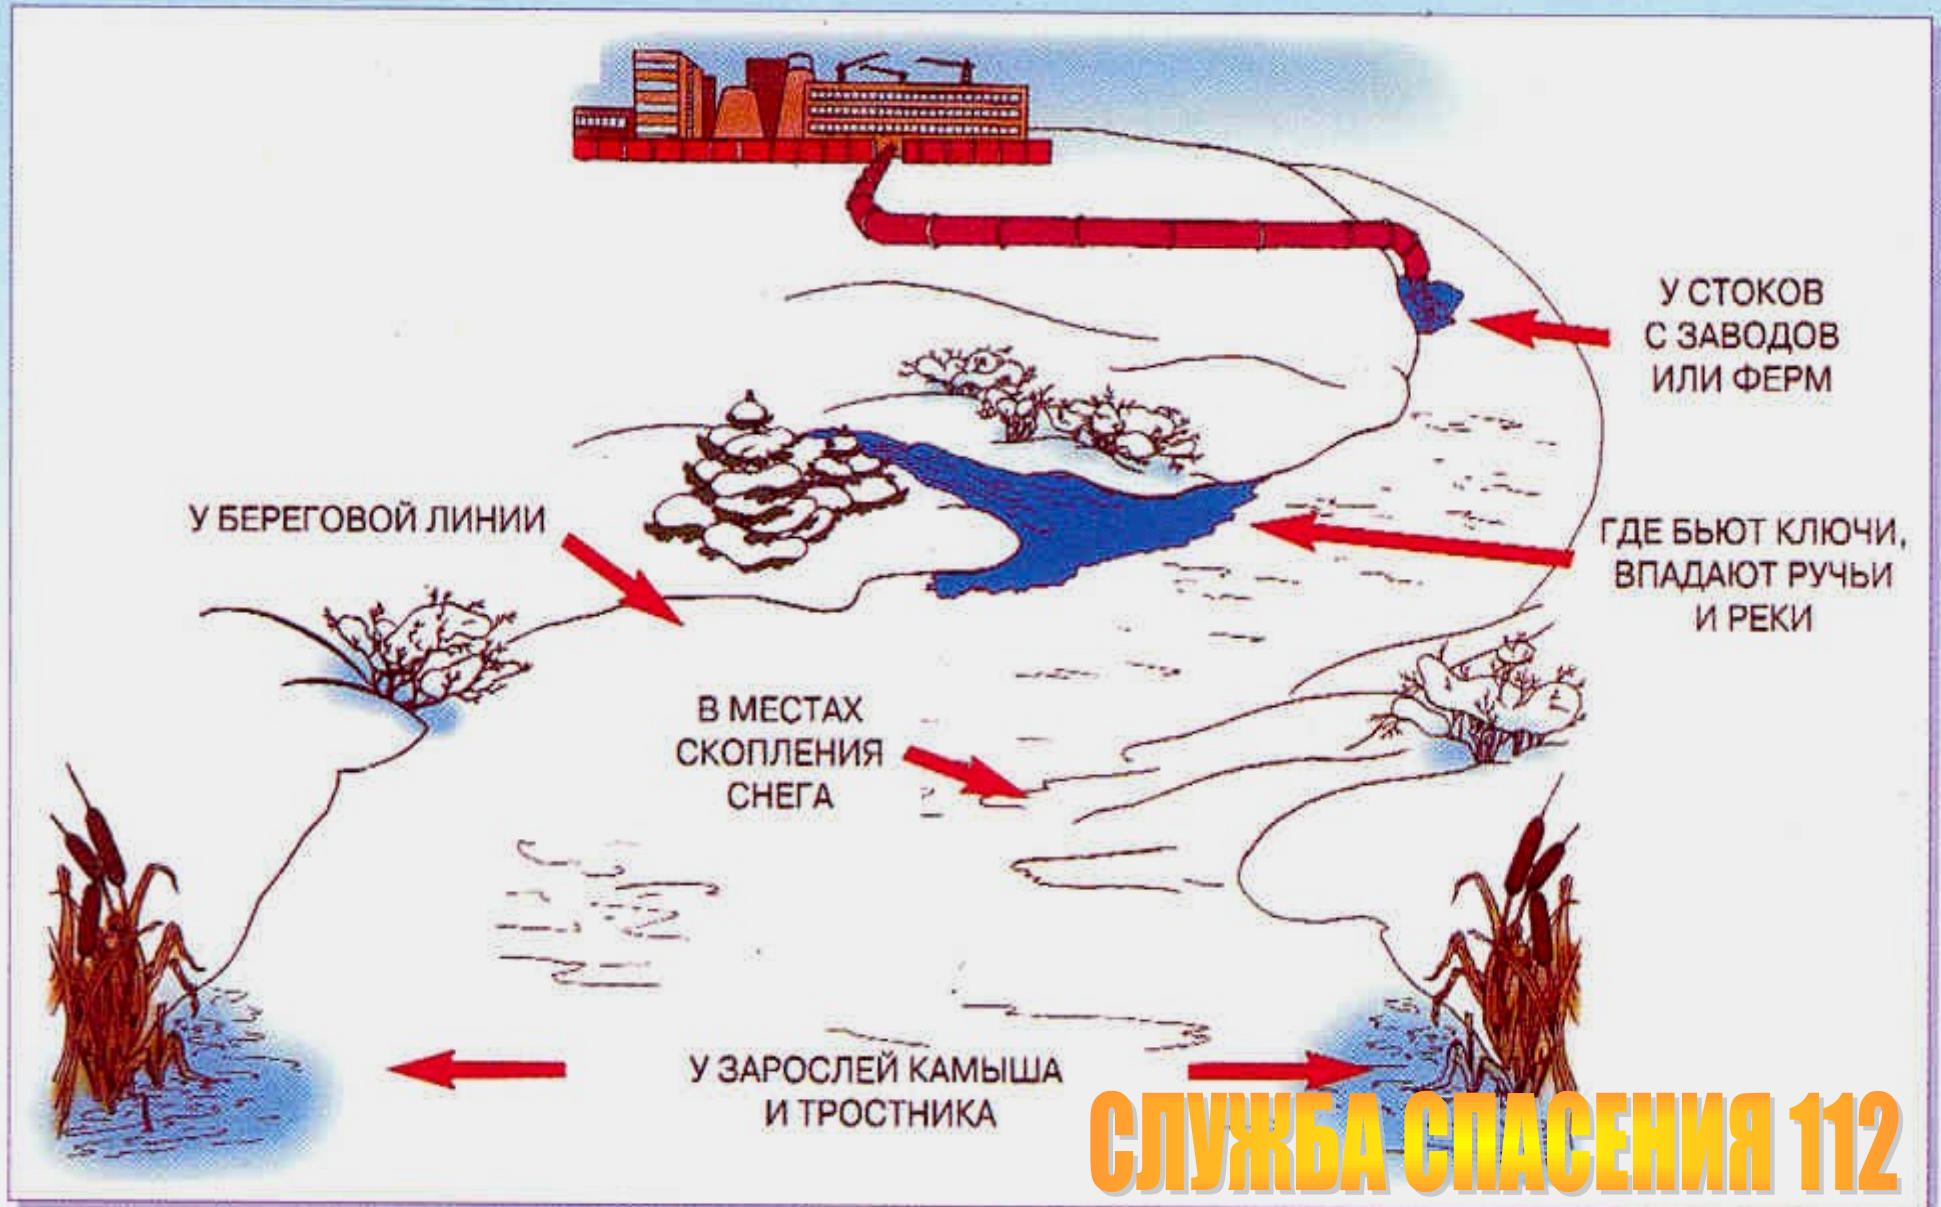 У СТОКОВ
С ЗАВОДОВ
ИЛИ ФЕРМ
У БЕРЕГОВОЙ ЛИНИИ
ГДЕ БЬЮТ КЛЮЧИ,
ВПАДАЮТ РУЧЬИ
И РЕКИ
В МЕСТАХ
СКОПЛЕНИЯ
СНЕГА
У ЗАРОСЛЕЙ КАМЫША
И ТРОСТНИКА
СЛУЖБА СПАСЕНИЯ 112